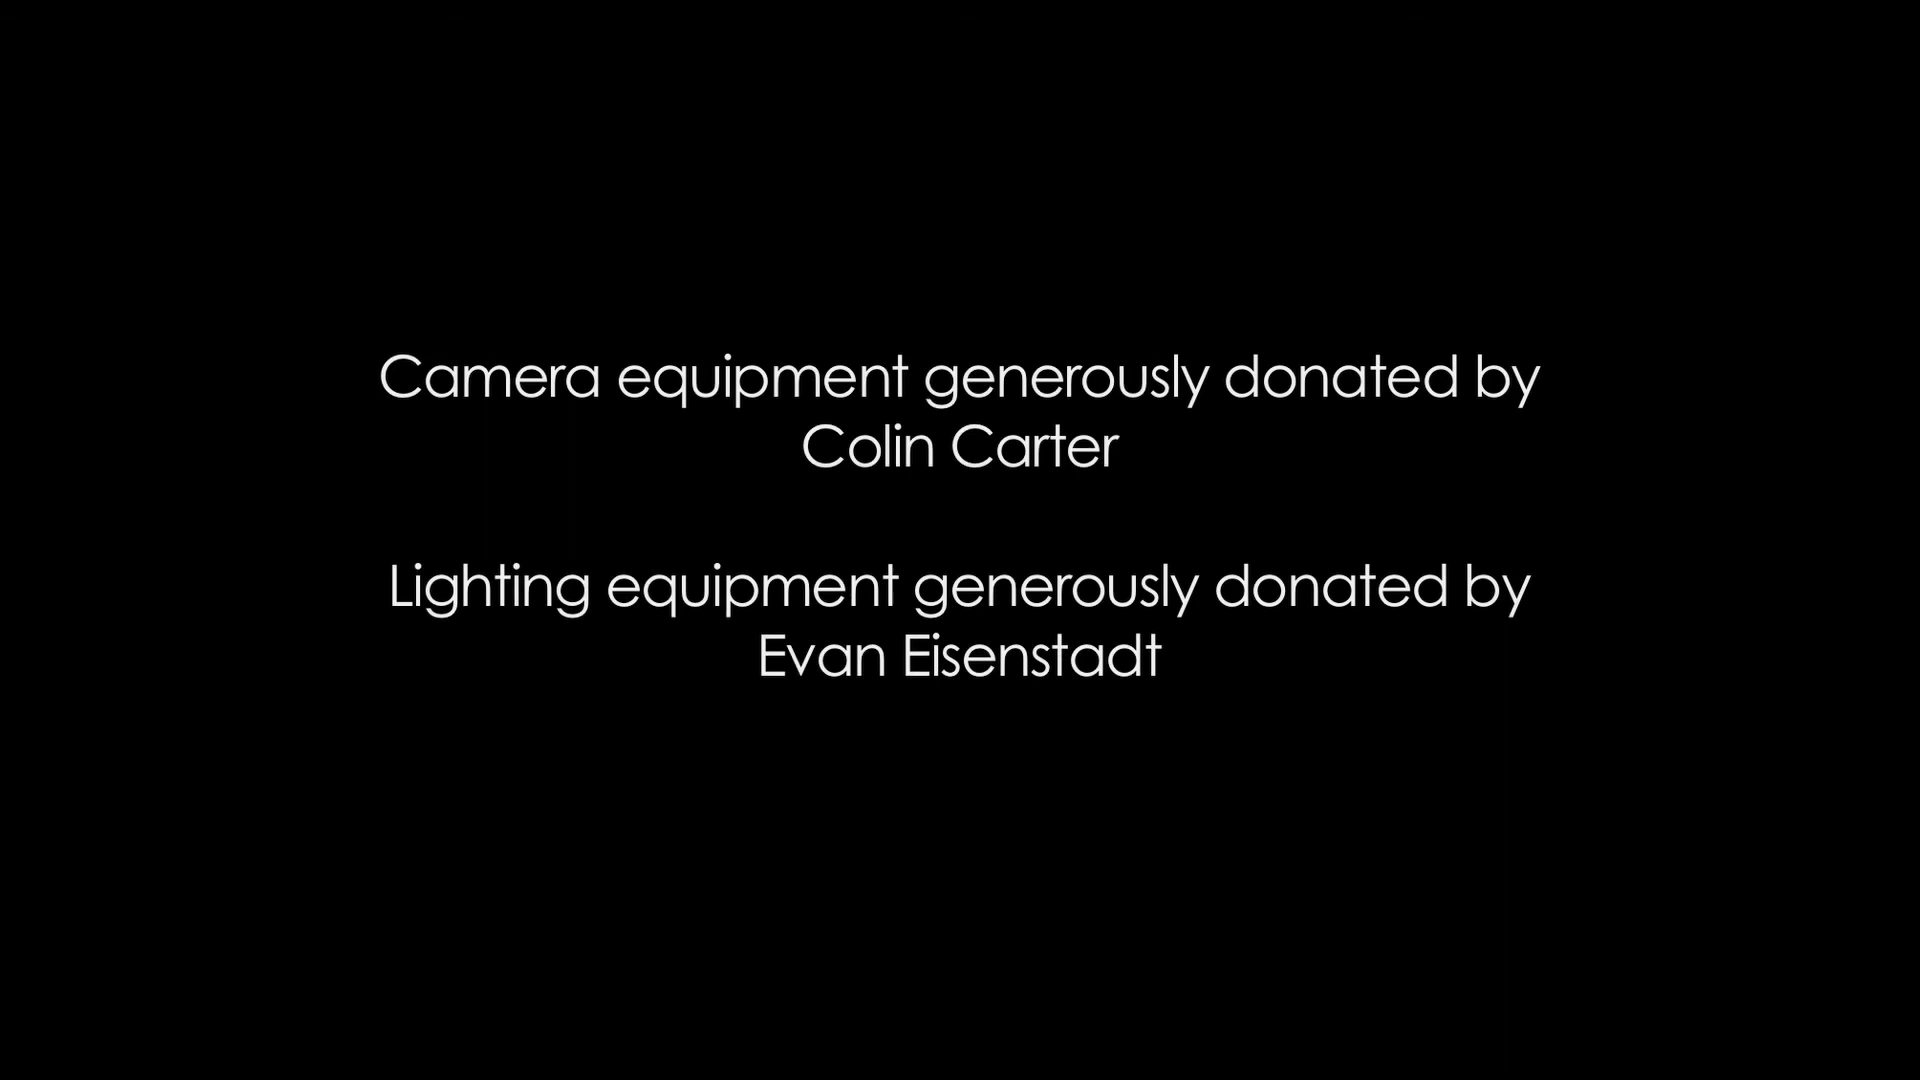 Camera equipment generously donated by
Colin Carter
Lighting equipment generously donated by
Evan Eisenstadt